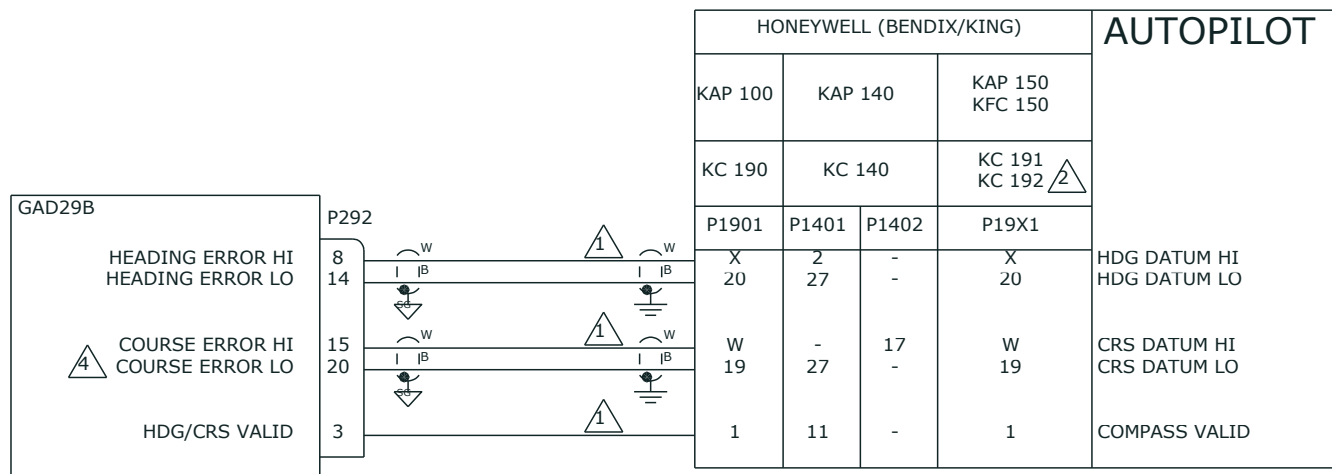 HONEYWELL (BENDIX/KING) AUTOPILOT
KAP 100 KAP 140 KAP 150
KFC 150
KC 190 KC 140 KC 191
KC 192 2
GAD29B P292 P1901 P1401 P1402 P19X1
HEADING ERROR HI 8 W 1 W X 2 - X HDG DATUM HI
HEADING ERROR LO 14 B B 20 27 - 20 HDG DATUM LO
SG
COURSE ERROR HI 15 W 1 W W - 17 W CRS DATUM HI
4 COURSE ERROR LO 20 B B 19 27 - 19 CRS DATUM LO
SG
HDG/CRS VALID 3 1 1 11 - 1 COMPASS VALID